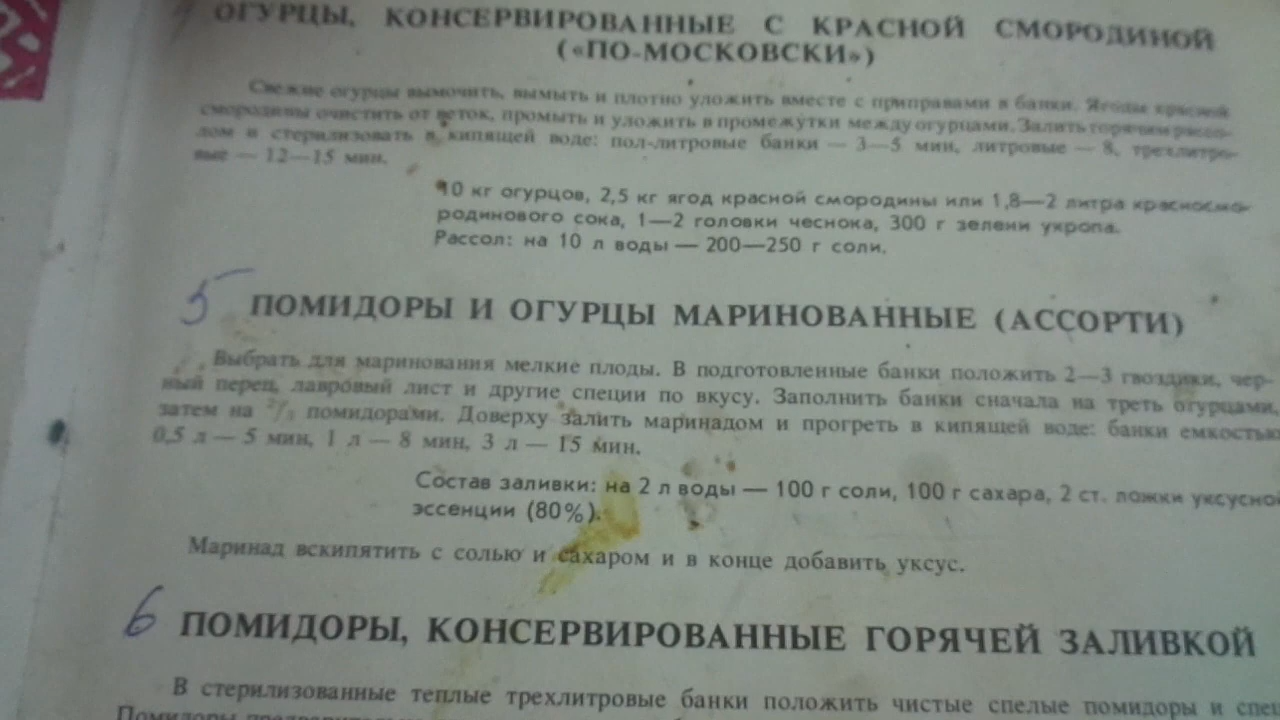 ОГУРЦЫ, КОНСЕРВИРОВАННЫЕ С КРАСНОЙ СМОРОДИНОЙ
(«ПО-МОСКОВСКИ»)
Свежие огурцы вымочить, вымыть и плотно уложить вместе с приправами в банки. Ягоды красной
смородины очистить от веток, промыть и уложить в промежутки между огурцами. Залить горячим рассо-
лом и стерилизовать в кипящей воде: пол-литровые банки — 3—5 мин, литровые — 8, трехлитро-
вые — 12—15 мин.
10 кг огурцов, 2,5 кг ягод красной смородины или 1,8—2 литра красносмо-
родинового сока, 1—2 головки чеснока, 300 г зелени укропа.
Рассол: на 10 л воды — 200—250 г соли.
5 ПОМИДОРЫ И ОГУРЦЫ МАРИНОВАННЫЕ (АССОРТИ)
Выбрать для маринования мелкие плоды. В подготовленные банки положить 2—3 гвоздики, чер-
ный перец, лавровый лист и другие специи по вкусу. Заполнить банки сначала на треть огурцами,
затем на 2/3 помидорами. Доверху залить маринадом и прогреть в кипящей воде: банки емкостью
0,5 л — 5 мин, 1 л — 8 мин, 3 л — 15 мин.
Состав заливки: на 2 л воды — 100 г соли, 100 г сахара, 2 ст. ложки уксусной
эссенции (80%).
Маринад вскипятить с солью и сахаром и в конце добавить уксус.
6 ПОМИДОРЫ, КОНСЕРВИРОВАННЫЕ ГОРЯЧЕЙ ЗАЛИВКОЙ
В стерилизованные теплые трехлитровые банки положить чистые спелые помидоры и спец
Помидоры